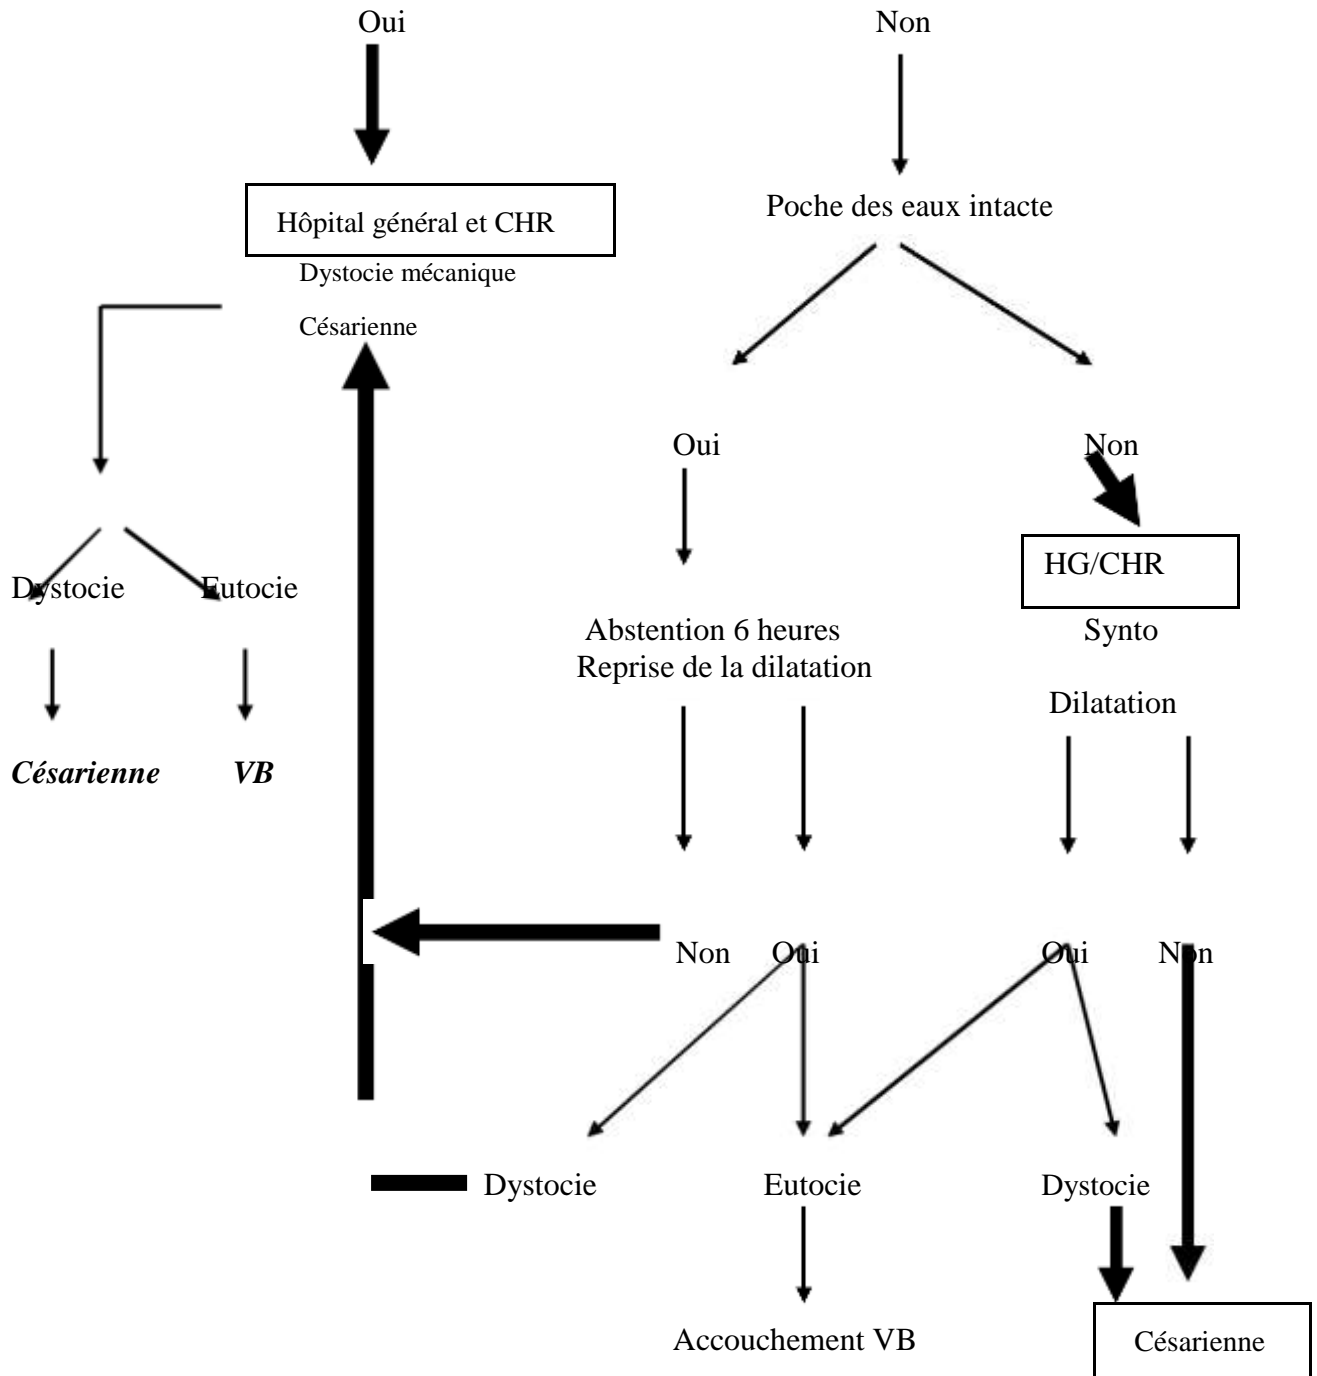 Oui
Non
Hôpital général et CHR
Poche des eaux intacte
Dystocie mécanique
Césarienne
Oui
Non
HG/CHR
Dystocie
Eutocie
Abstention 6 heures
Synto
Reprise de la dilatation
Dilatation
Césarienne
VB
Non
Oui
Oui
Non
Dystocie
Eutocie
Dystocie
Accouchement VB
Césarienne